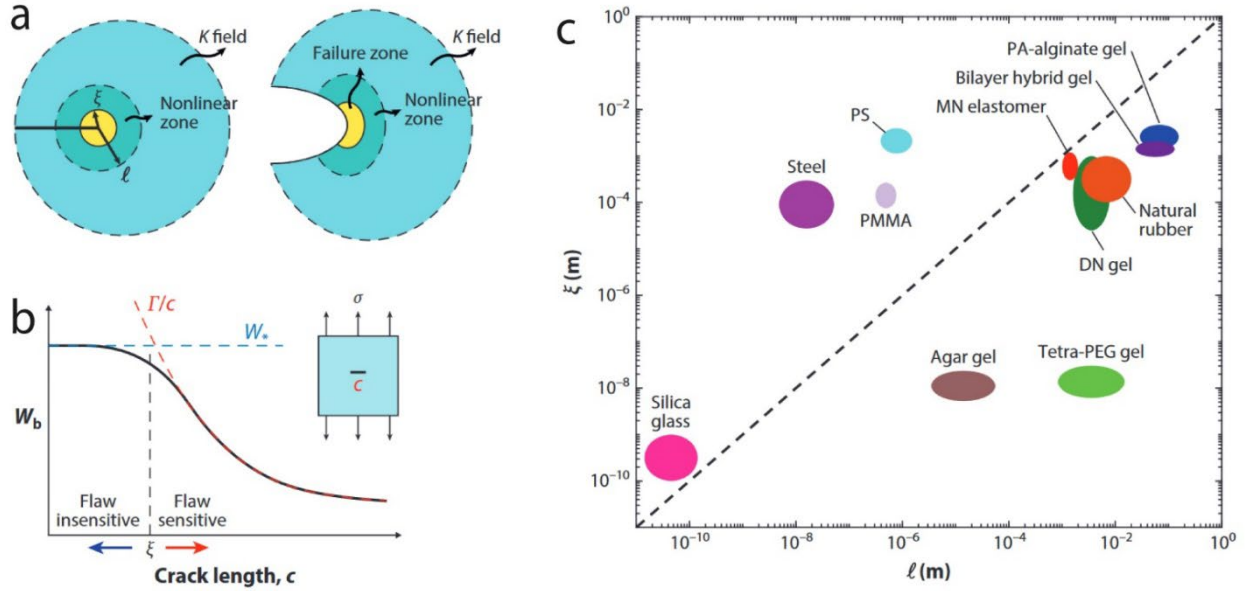 a
K field
ξ
Nonlinear
zone
ℓ
Failure zone
K field
Nonlinear
zone
b
Γ/c
W*
W_b
σ
c
Flaw
insensitive
Flaw
sensitive
ξ
Crack length, c
c
10⁰
10⁻²
10⁻⁴
10⁻⁶
10⁻⁸
10⁻¹⁰
ξ (m)
PA-alginate gel
Bilayer hybrid gel
MN elastomer
PS
Steel
PMMA
Natural
rubber
DN gel
Agar gel
Tetra-PEG gel
Silica
glass
10⁻¹⁰
10⁻⁸
10⁻⁶
10⁻⁴
10⁻²
10⁰
ℓ (m)